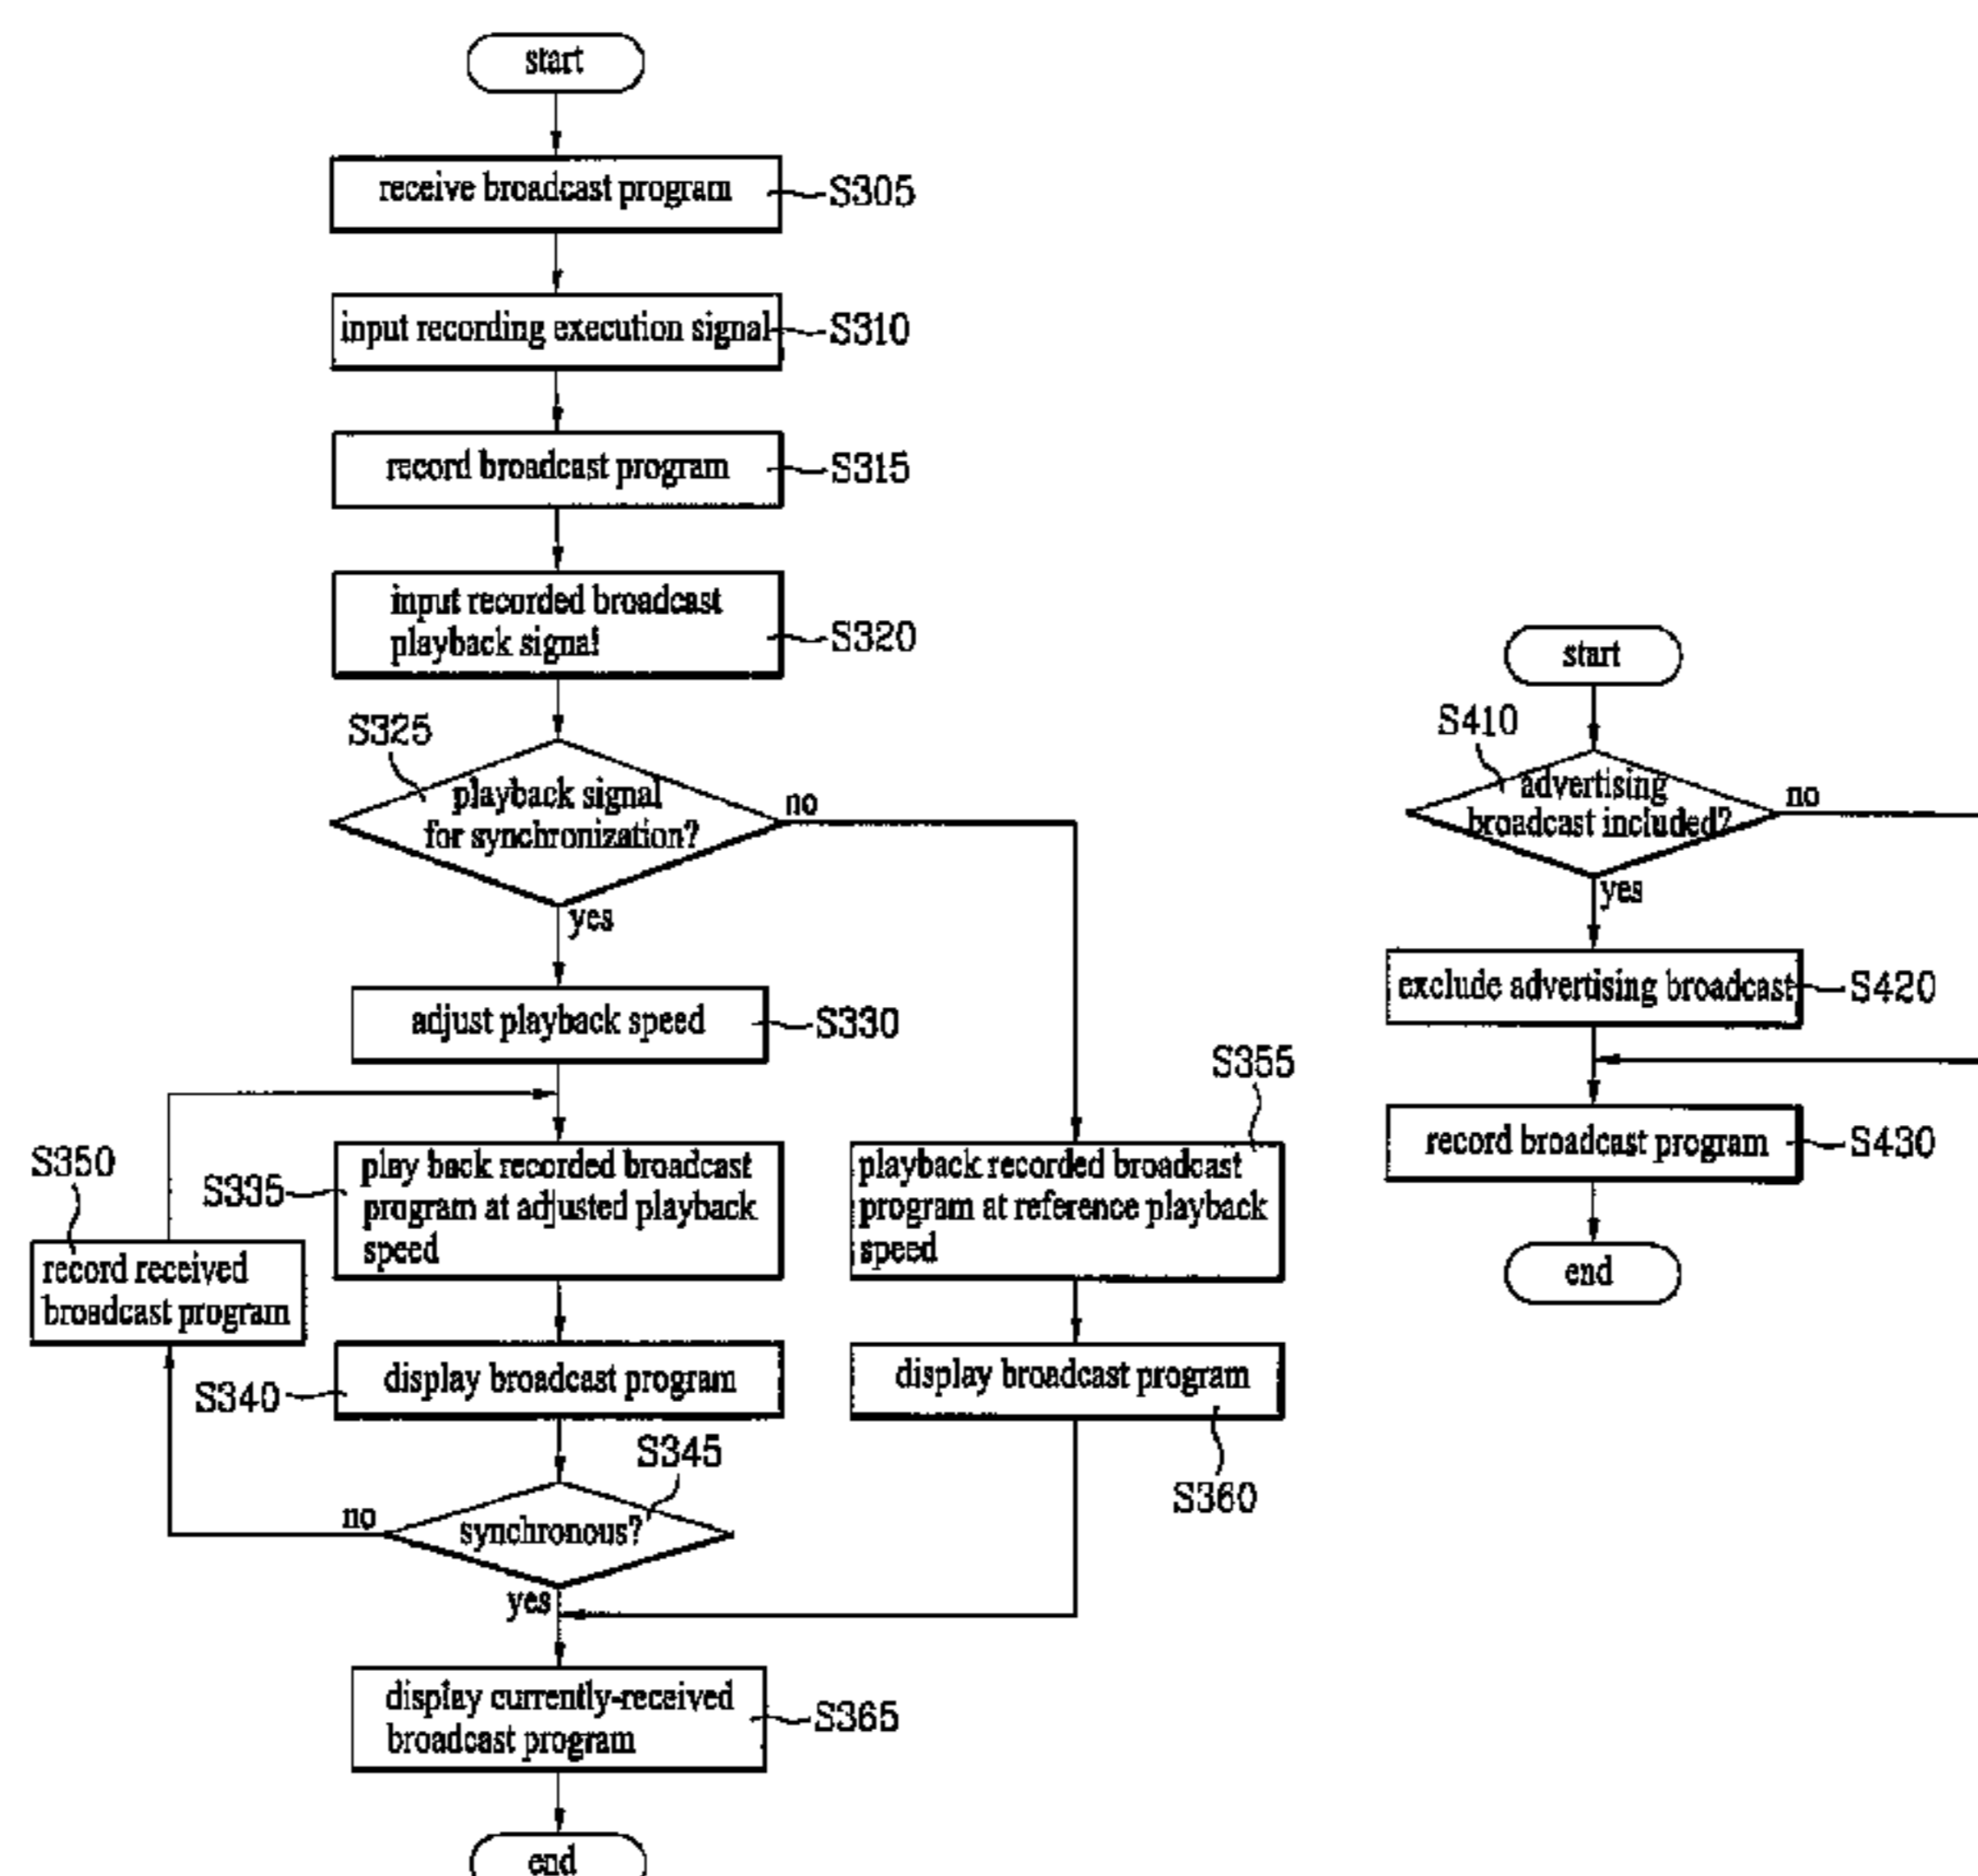 start
receive broadcast program
S305
input recording execution signal
S310
record broadcast program
S315
input recorded broadcast
playback signal
S320
S325
playback signal
for synchronization?
no
yes
adjust playback speed
S330
S355
S350
S335
play back recorded broadcast
program at adjusted playback
speed
playback recorded broadcast
program at reference playback
speed
record received
broadcast program
display broadcast program
S340
display broadcast program
S360
S345
synchronous?
no
yes
display currently-received
broadcast program
S365
end
start
S410
advertising
broadcast included?
no
yes
exclude advertising broadcast
S420
record broadcast program
S430
end